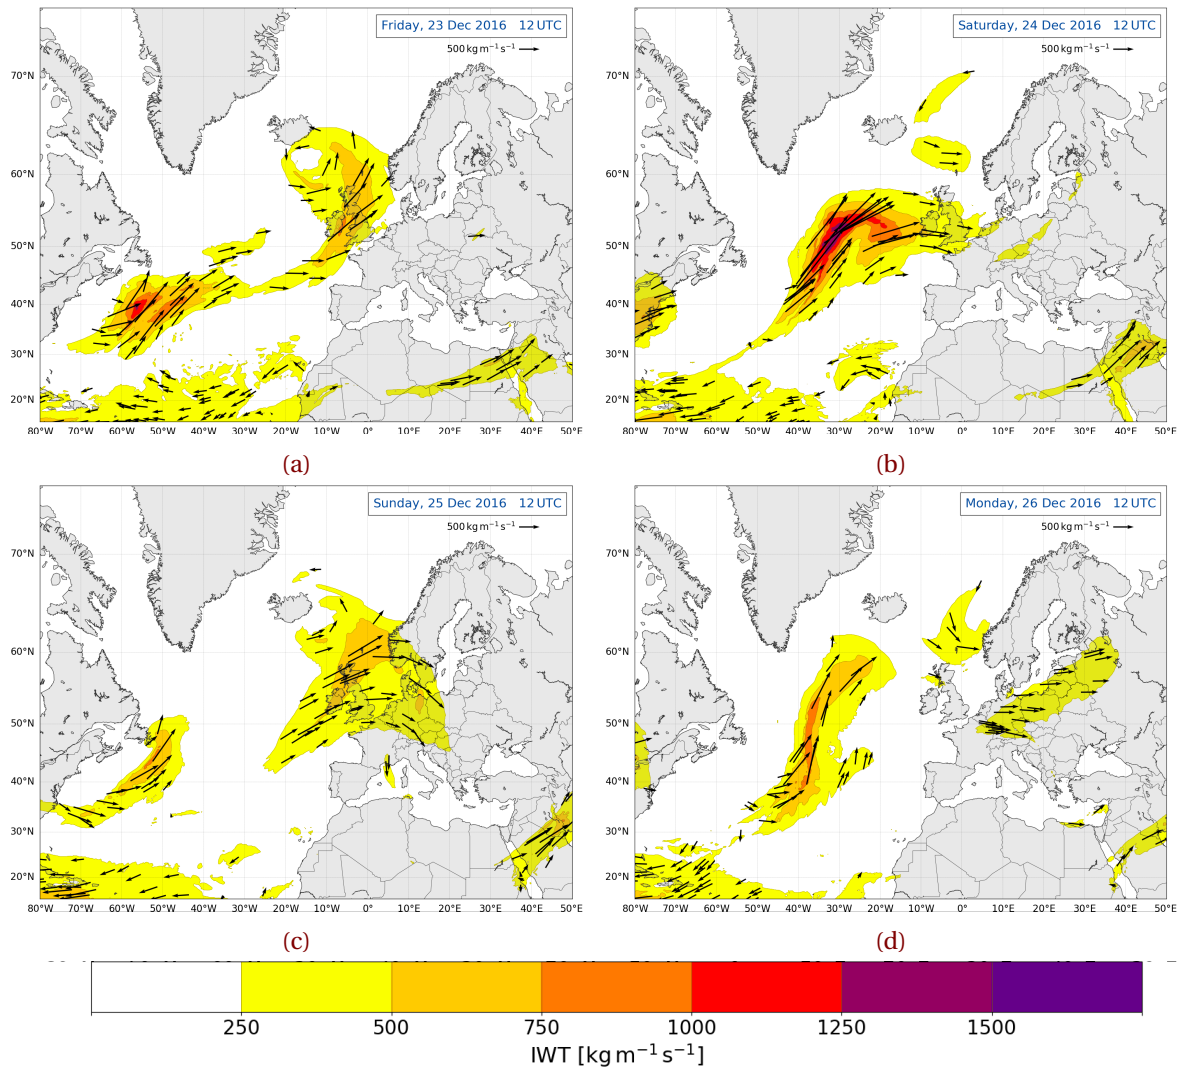 Friday, 23 Dec 2016 12 UTC
500 kg m⁻¹ s⁻¹
70°N
60°N
50°N
40°N
30°N
20°N
80°W 70°W 60°W 50°W 40°W 30°W 20°W 10°W 0° 10°E 20°E 30°E 40°E 50°E
(a)
Saturday, 24 Dec 2016 12 UTC
500 kg m⁻¹ s⁻¹
70°N
60°N
50°N
40°N
30°N
20°N
80°W 70°W 60°W 50°W 40°W 30°W 20°W 10°W 0° 10°E 20°E 30°E 40°E 50°E
(b)
Sunday, 25 Dec 2016 12 UTC
500 kg m⁻¹ s⁻¹
70°N
60°N
50°N
40°N
30°N
20°N
80°W 70°W 60°W 50°W 40°W 30°W 20°W 10°W 0° 10°E 20°E 30°E 40°E 50°E
(c)
Monday, 26 Dec 2016 12 UTC
500 kg m⁻¹ s⁻¹
70°N
60°N
50°N
40°N
30°N
20°N
80°W 70°W 60°W 50°W 40°W 30°W 20°W 10°W 0° 10°E 20°E 30°E 40°E 50°E
(d)
250 500 750 1000 1250 1500
IWT [kg m⁻¹ s⁻¹]